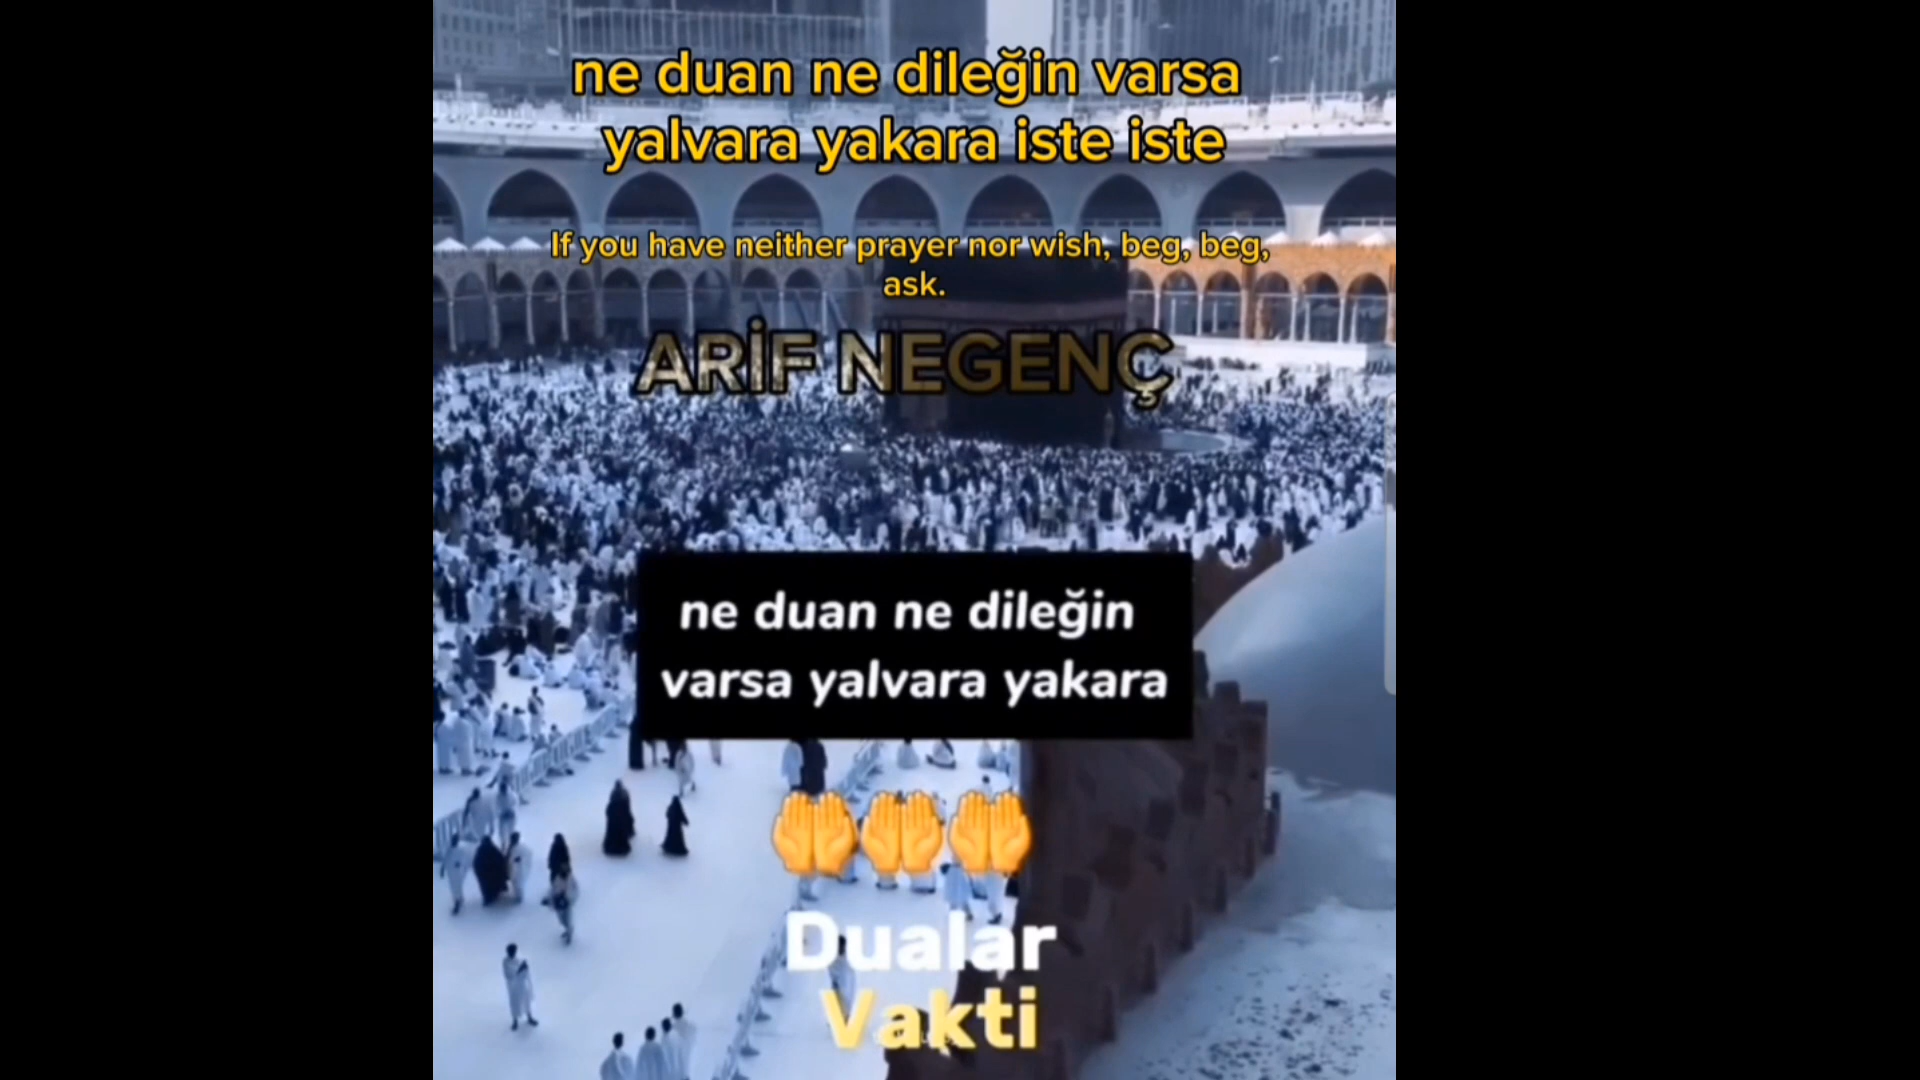 ne duan ne dileğin varsa
yalvara yakara iste iste
If you have neither prayer nor wish, beg, beg,
ask.
ARİF NEGENÇ
ne duan ne dileğin
varsa yalvara yakara
Dualar
Vakti